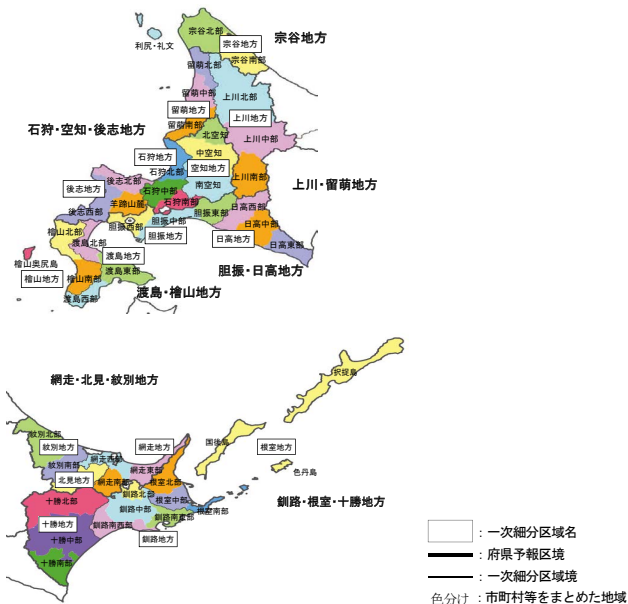 宗谷北部
宗谷地方
宗谷地方
利尻・礼文
宗谷南部
留萌北部
留萌中部
上川北部
留萌地方
上川地方
留萌南部
北空知
石狩・空知・後志地方
上川中部
石狩地方
中空知
石狩北部
空知地方
後志北部
上川南部
上川・留萌地方
後志地方
石狩中部
南空知
羊蹄山麓
石狩南部
日高西部
後志西部
胆振中部
胆振東部
檜山北部
胆振西部
日高中部
胆振地方
日高地方
渡島北部
日高東部
渡島地方
檜山奥尻島
胆振・日高地方
檜山地方
檜山南部
渡島東部
渡島・檜山地方
渡島西部
択捉島
網走・北見・紋別地方
紋別北部
国後島
紋別地方
網走地方
根室地方
網走西部
紋別南部
網走東部
色丹島
北見地方
網走南部
根室北部
十勝北部
釧路北部
根室中部
釧路・根室・十勝地方
釧路中部
根室南部
十勝地方
釧路南西部
釧路南東部
十勝中部
釧路地方
十勝南部
：一次細分区域名
：府県予報区境
：一次細分区域境
色分け：市町村等をまとめた地域